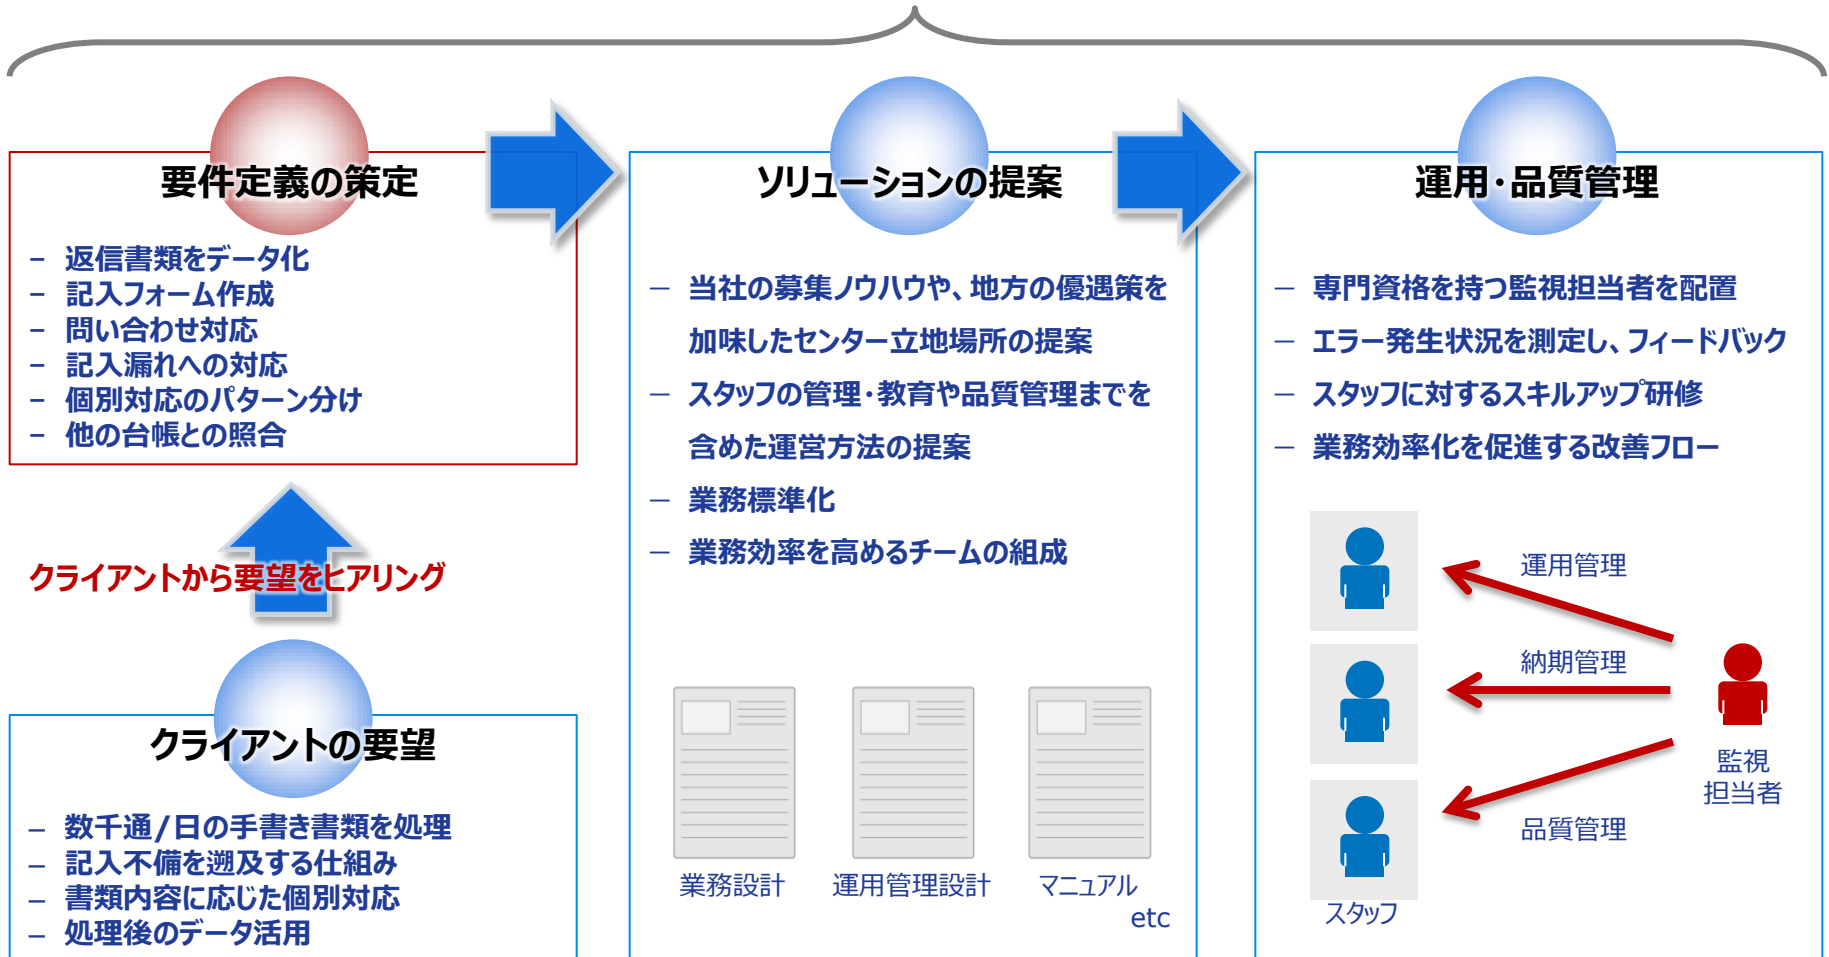 要件定義の策定
− 返信書類をデータ化
− 記入フォーム作成
− 問い合わせ対応
− 記入漏れへの対応
− 個別対応のパターン分け
− 他の台帳との照合
クライアントから要望をヒアリング
クライアントの要望
− 数千通/日の手書き書類を処理
− 記入不備を遡及する仕組み
− 書類内容に応じた個別対応
− 処理後のデータ活用
ソリューションの提案
− 当社の募集ノウハウや、地方の優遇策を
加味したセンター立地場所の提案
− スタッフの管理・教育や品質管理までを
含めた運営方法の提案
− 業務標準化
− 業務効率を高めるチームの組成
業務設計
運用管理設計
マニュアル
etc
運用・品質管理
− 専門資格を持つ監視担当者を配置
− エラー発生状況を測定し、フィードバック
− スタッフに対するスキルアップ研修
− 業務効率化を促進する改善フロー
運用管理
納期管理
品質管理
監視
担当者
スタッフ